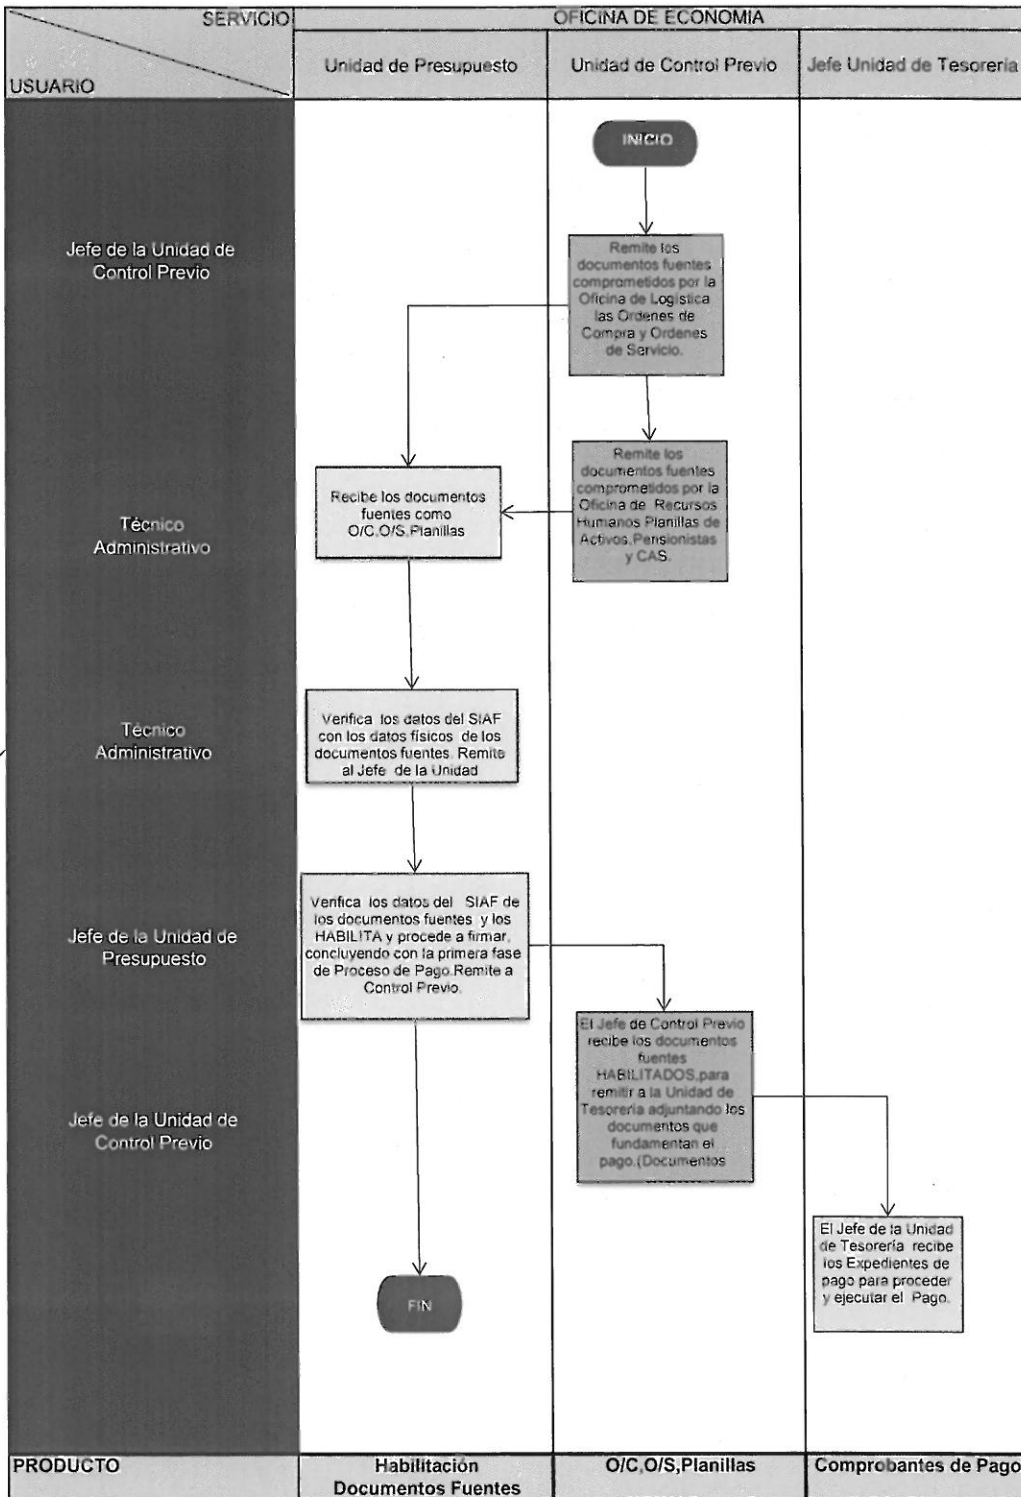 SERVICIO
USUARIO
OFICINA DE ECONOMIA
Unidad de Presupuesto
Unidad de Control Previo
Jefe Unidad de Tesorería
INICIO
Jefe de la Unidad de
Control Previo
Remite los
documentos fuentes
comprometidos por la
Oficina de Logística
las Ordenes de
Compra y Ordenes
de Servicio.
Técnico
Administrativo
Recibe los documentos
fuentes como
O/C,O/S,Planillas
Remite los
documentos fuentes
comprometidos por la
Oficina de Recursos
Humanos Planillas de
Activos,Pensionistas
y CAS.
Técnico
Administrativo
Verifica los datos del SIAF
con los datos físicos de los
documentos fuentes. Remite
al Jefe de la Unidad
Jefe de la Unidad de
Presupuesto
Verifica los datos del SIAF de
los documentos fuentes y los
HABILITA y procede a firmar,
concluyendo con la primera fase
de Proceso de Pago.Remite a
Control Previo.
Jefe de la Unidad de
Control Previo
El Jefe de Control Previo
recibe los documentos
fuentes
HABILITADOS,para
remitir a la Unidad de
Tesorería adjuntando los
documentos que
fundamentan el
pago.(Documentos
El Jefe de la Unidad
de Tesorería recibe
los Expedientes de
pago para proceder
y ejecutar el Pago.
FIN
PRODUCTO
Habilitación
Documentos Fuentes
O/C,O/S,Planillas
Comprobantes de Pago